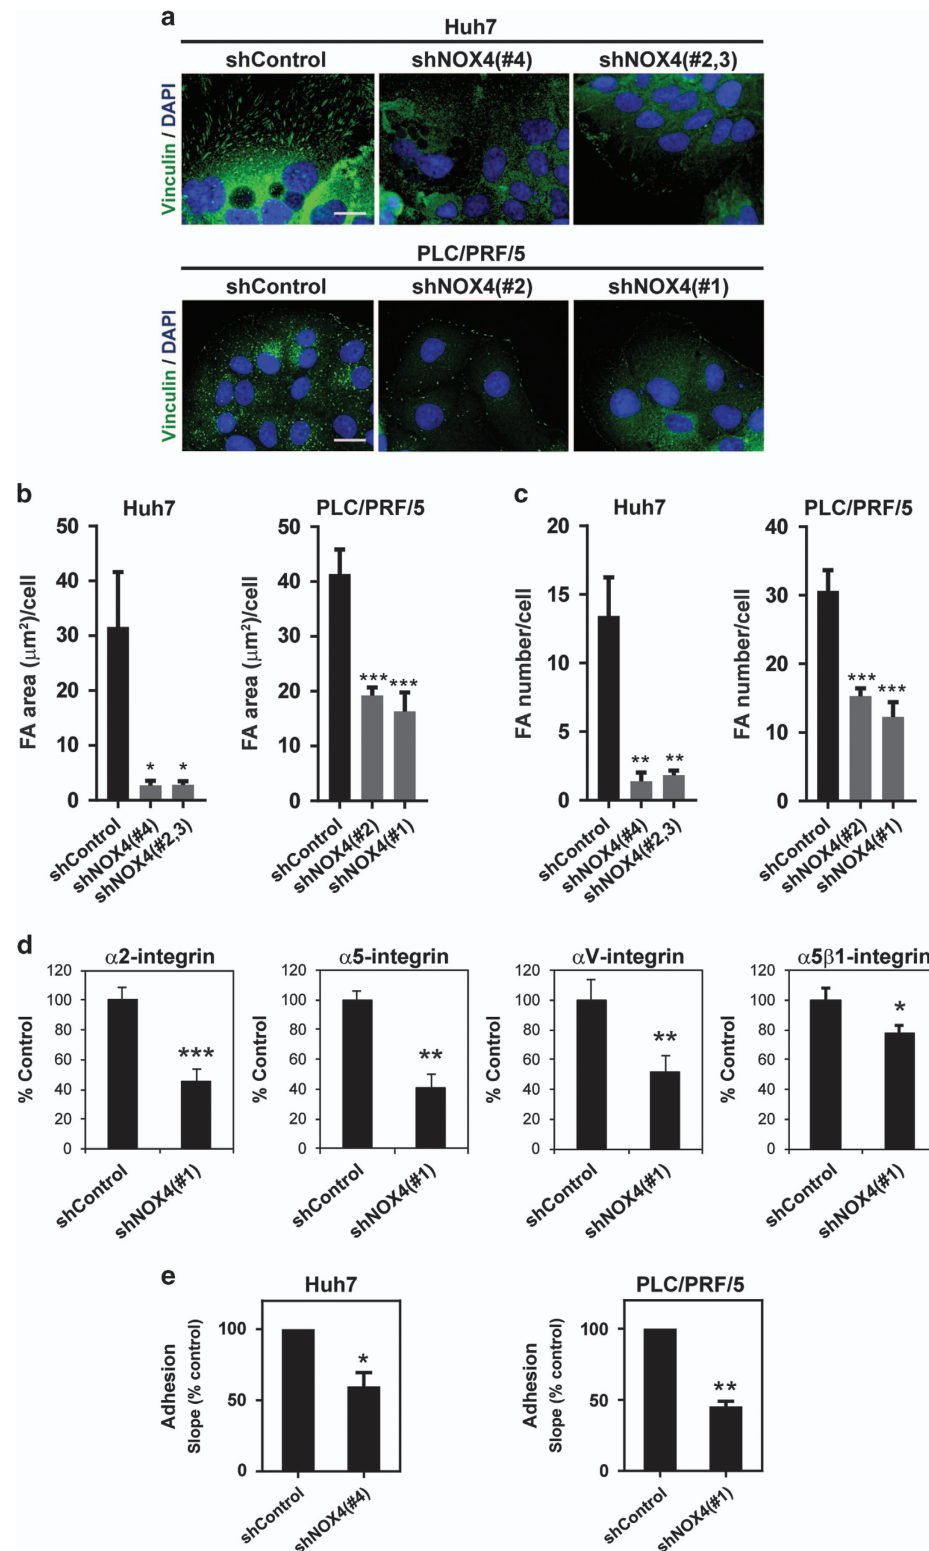 a
Huh7
shControl shNOX4(#4) shNOX4(#2,3)
Vinculin / DAPI
PLC/PRF/5
shControl shNOX4(#2) shNOX4(#1)
Vinculin / DAPI
b
Huh7
FA area (μm²)/cell
50
40
30
20
10
0
*
*
shControl
shNOX4(#4)
shNOX4(#2,3)
PLC/PRF/5
FA area (μm²)/cell
50
40
30
20
10
0
***
***
shControl
shNOX4(#2)
shNOX4(#1)
c
Huh7
FA number/cell
20
15
10
5
0
**
**
shControl
shNOX4(#4)
shNOX4(#2,3)
PLC/PRF/5
FA number/cell
40
30
20
10
0
***
***
shControl
shNOX4(#2)
shNOX4(#1)
d
α2-integrin
% Control
120
100
80
60
40
20
0
***
shControl
shNOX4(#1)
α5-integrin
% Control
120
100
80
60
40
20
0
**
shControl
shNOX4(#1)
αV-integrin
% Control
120
100
80
60
40
20
0
**
shControl
shNOX4(#1)
α5β1-integrin
% Control
120
100
80
60
40
20
0
*
shControl
shNOX4(#1)
e
Huh7
Adhesion
Slope (% control)
100
50
0
*
shControl
shNOX4(#4)
PLC/PRF/5
Adhesion
Slope (% control)
100
50
0
**
shControl
shNOX4(#1)